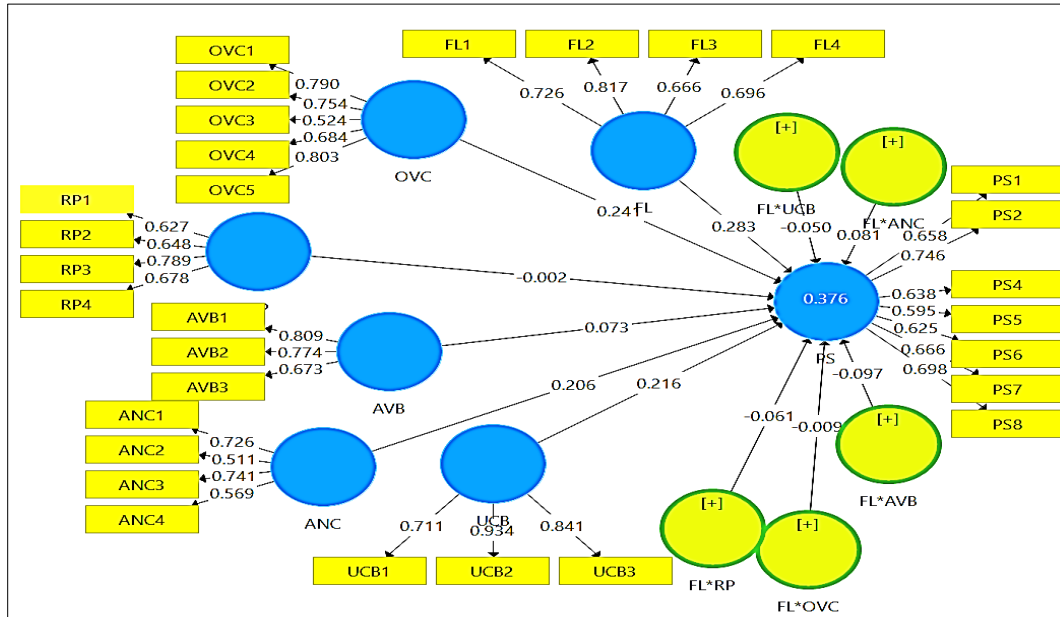 OVC1
OVC2
OVC3
OVC4
OVC5
0.790
0.754
0.524
0.684
0.803
OVC
FL1
FL2
FL3
FL4
0.726
0.817
0.666
0.696
FL
[+]
FL*UCB
[+]
FL*ANC
RP1
RP2
RP3
RP4
0.627
0.648
0.789
0.678
0.283
-0.050
0.081
-0.002
AVB1
AVB2
AVB3
0.809
0.774
0.673
AVB
0.073
0.376
PS
PS1
PS2
PS4
PS5
PS6
PS7
PS8
0.658
0.746
0.638
0.595
0.625
0.666
0.698
ANC1
ANC2
ANC3
ANC4
0.726
0.511
0.741
0.569
ANC
0.206
0.216
UCB
0.711
0.934
0.841
UCB1
UCB2
UCB3
-0.061
-0.009
-0.097
[+]
FL*RP
[+]
FL*OVC
[+]
FL*AVB